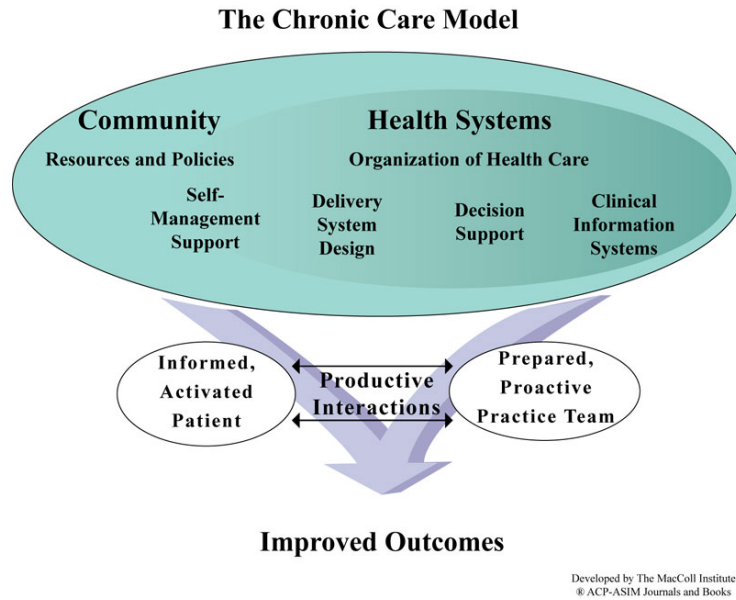 The Chronic Care Model
Community
Resources and Policies
Health Systems
Organization of Health Care
Self-
Management
Support
Delivery
System
Design
Decision
Support
Clinical
Information
Systems
Informed,
Activated
Patient
Productive
Interactions
Prepared,
Proactive
Practice Team
Improved Outcomes
Developed by The MacColl Institute
® ACP-ASIM Journals and Books